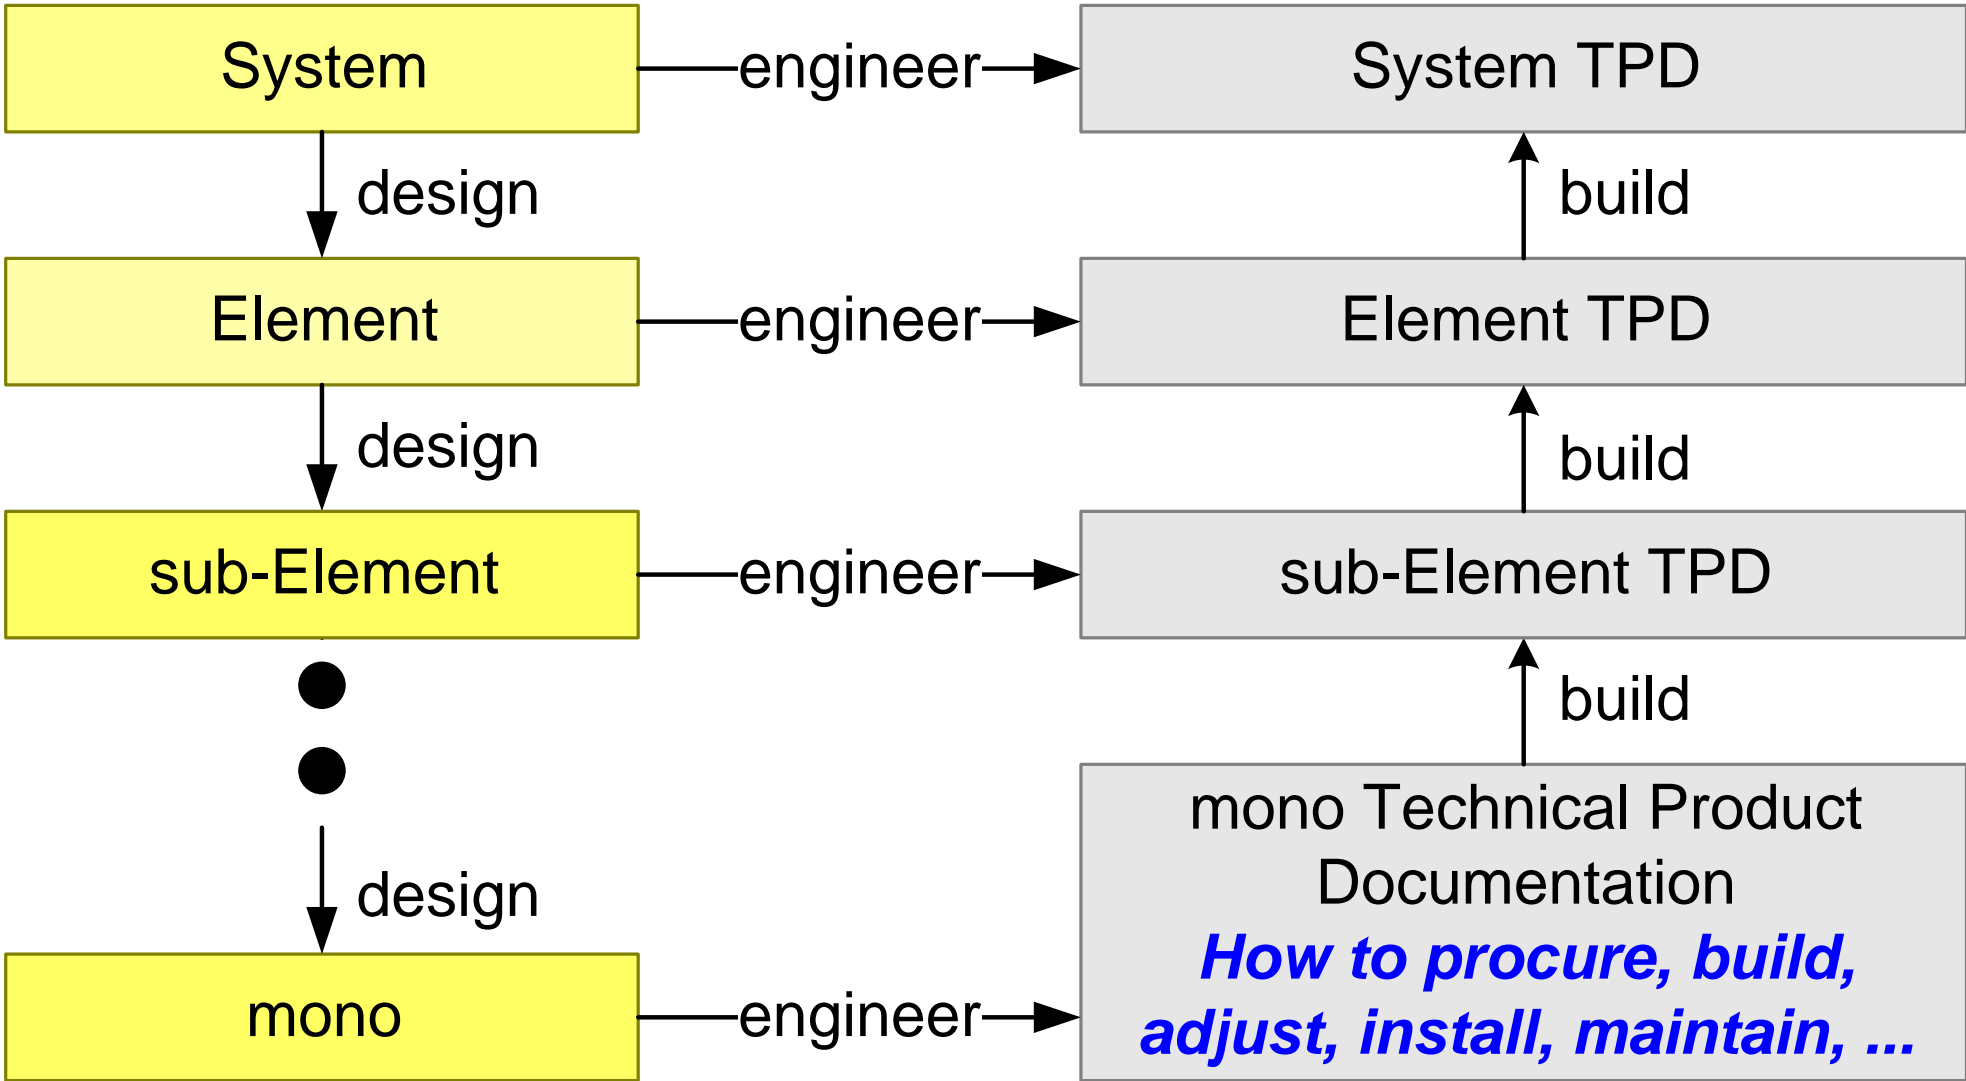 System
engineer
System TPD
design
build
Element
engineer
Element TPD
design
build
sub-Element
engineer
sub-Element TPD
build
mono Technical Product
Documentation
design
How to procure, build,
mono
engineer
adjust, install, maintain, ...